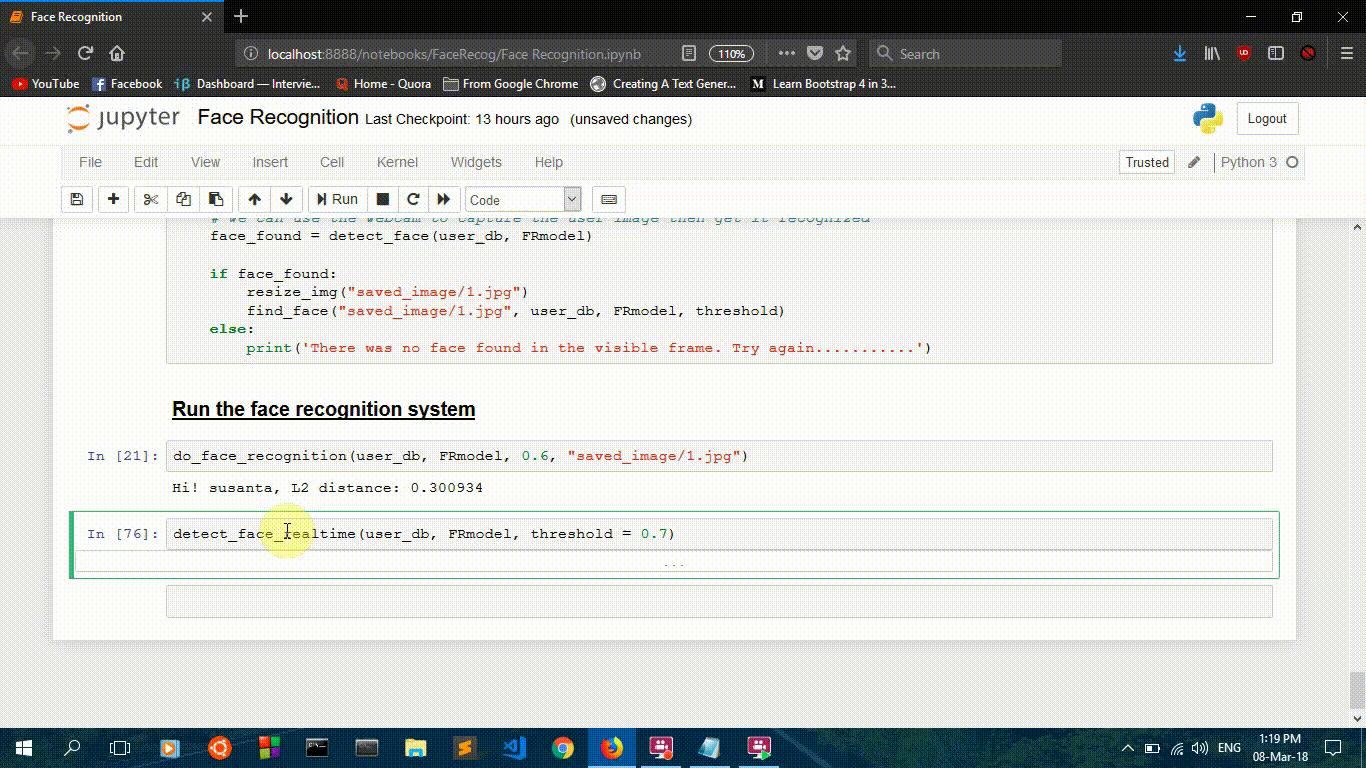 Face Recognition
localhost:8888/notebooks/FaceRecog/Face Recognition.ipynb
110%
Search
YouTube
Facebook
Dashboard — Intervie...
Home - Quora
From Google Chrome
Creating A Text Gener...
M
Learn Bootstrap 4 in 3...
jupyter
Face Recognition Last Checkpoint: 13 hours ago (unsaved changes)
Logout
File Edit View Insert Cell Kernel Widgets Help
Trusted
Python 3
Run
Code
# we can use the webcam to capture the user image then get it recognized
face_found = detect_face(user_db, FRmodel)
if face_found:
resize_img("saved_image/1.jpg")
find_face("saved_image/1.jpg", user_db, FRmodel, threshold)
else:
print('There was no face found in the visible frame. Try again...........')
Run the face recognition system
In [21]: do_face_recognition(user_db, FRmodel, 0.6, "saved_image/1.jpg")
Hi! susanta, L2 distance: 0.300934
In [76]: detect_face_realtime(user_db, FRmodel, threshold = 0.7)
...
ENG
1:19 PM
08-Mar-18